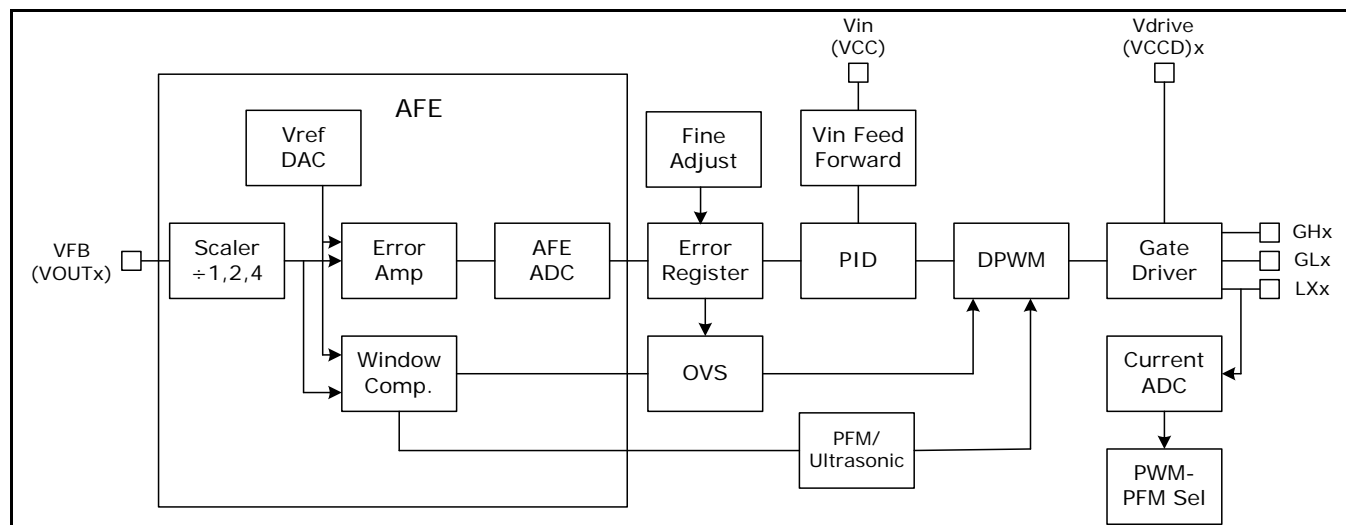 Vin
(VCC)
Vdrive
(VCCD)x
AFE
Vref
DAC
Fine
Adjust
Vin Feed
Forward
VFB
(VOUTx)
Scaler
÷1,2,4
Error
Amp
AFE
ADC
Error
Register
PID
DPWM
Gate
Driver
GHx
GLx
LXx
Window
Comp.
OVS
Current
ADC
PFM/
Ultrasonic
PWM-
PFM Sel